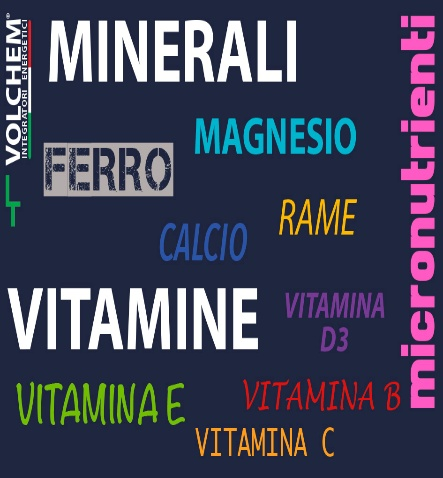 VOLCHEM®
INTEGRATORI ENERGETICI
MINERALI
MAGNESIO
FERRO
RAME
CALCIO
VITAMINE
VITAMINA
D3
VITAMINA E
VITAMINA B
VITAMINA C
micronutrienti